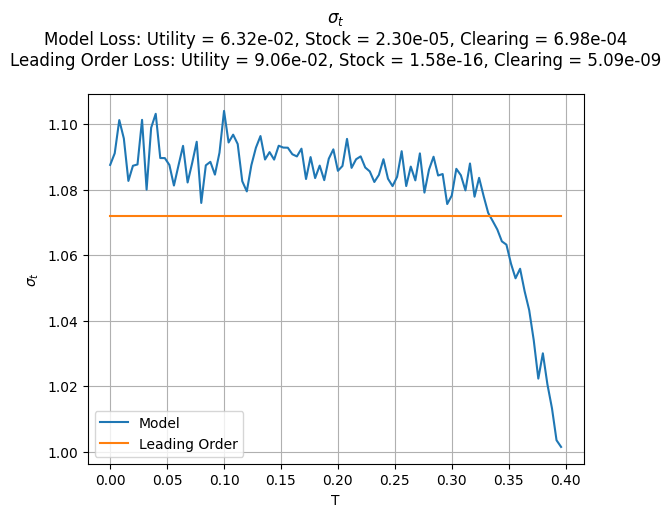 σₜ
Model Loss: Utility = 6.32e-02, Stock = 2.30e-05, Clearing = 6.98e-04
Leading Order Loss: Utility = 9.06e-02, Stock = 1.58e-16, Clearing = 5.09e-09
1.10
1.08
1.06
1.04
1.02
1.00
σₜ
Model
Leading Order
0.00 0.05 0.10 0.15 0.20 0.25 0.30 0.35 0.40
T